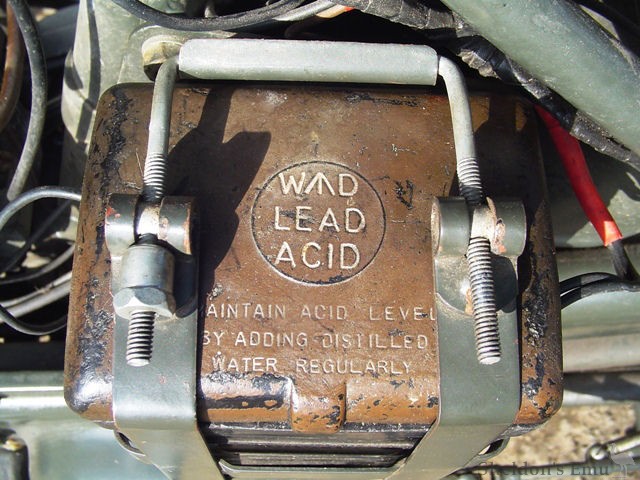 W/|\D
LEAD
ACID
AINTAIN ACID LEVEL
BY ADDING DISTILLED
WATER REGULARLY